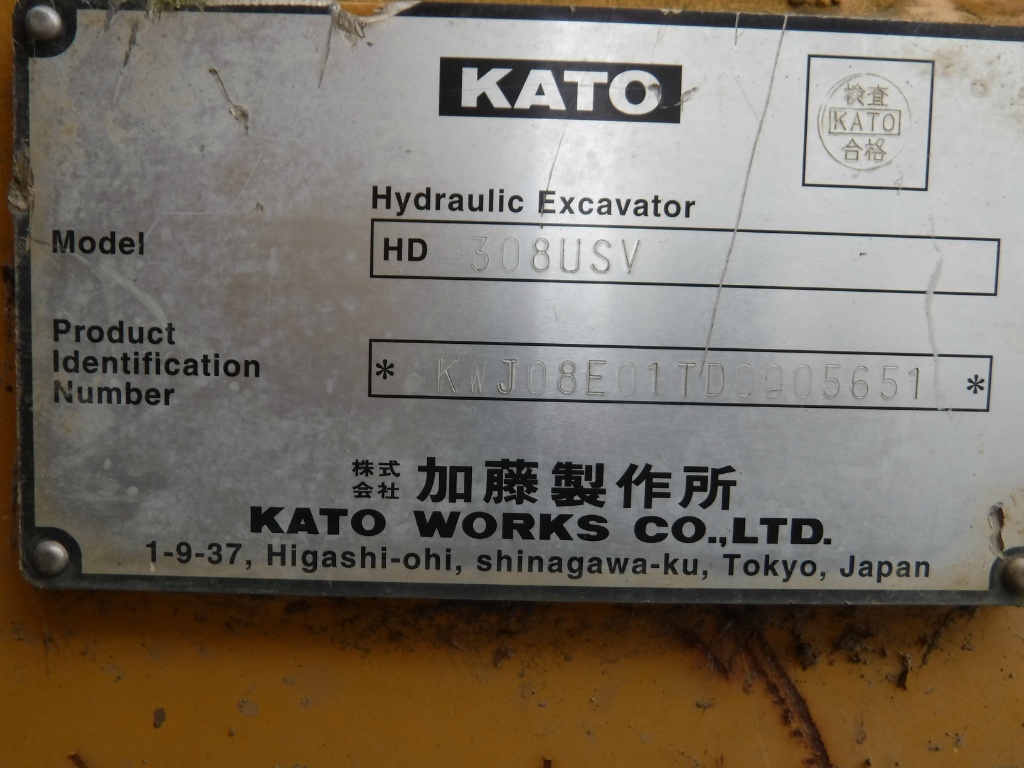 KATO
検査
KATO
合格
Hydraulic Excavator
Model HD 308USV
Product
Identification
Number
* KWJ08E01TD0005651 *
株式
会社 加藤製作所
KATO WORKS CO.,LTD.
1-9-37, Higashi-ohi, shinagawa-ku, Tokyo, Japan